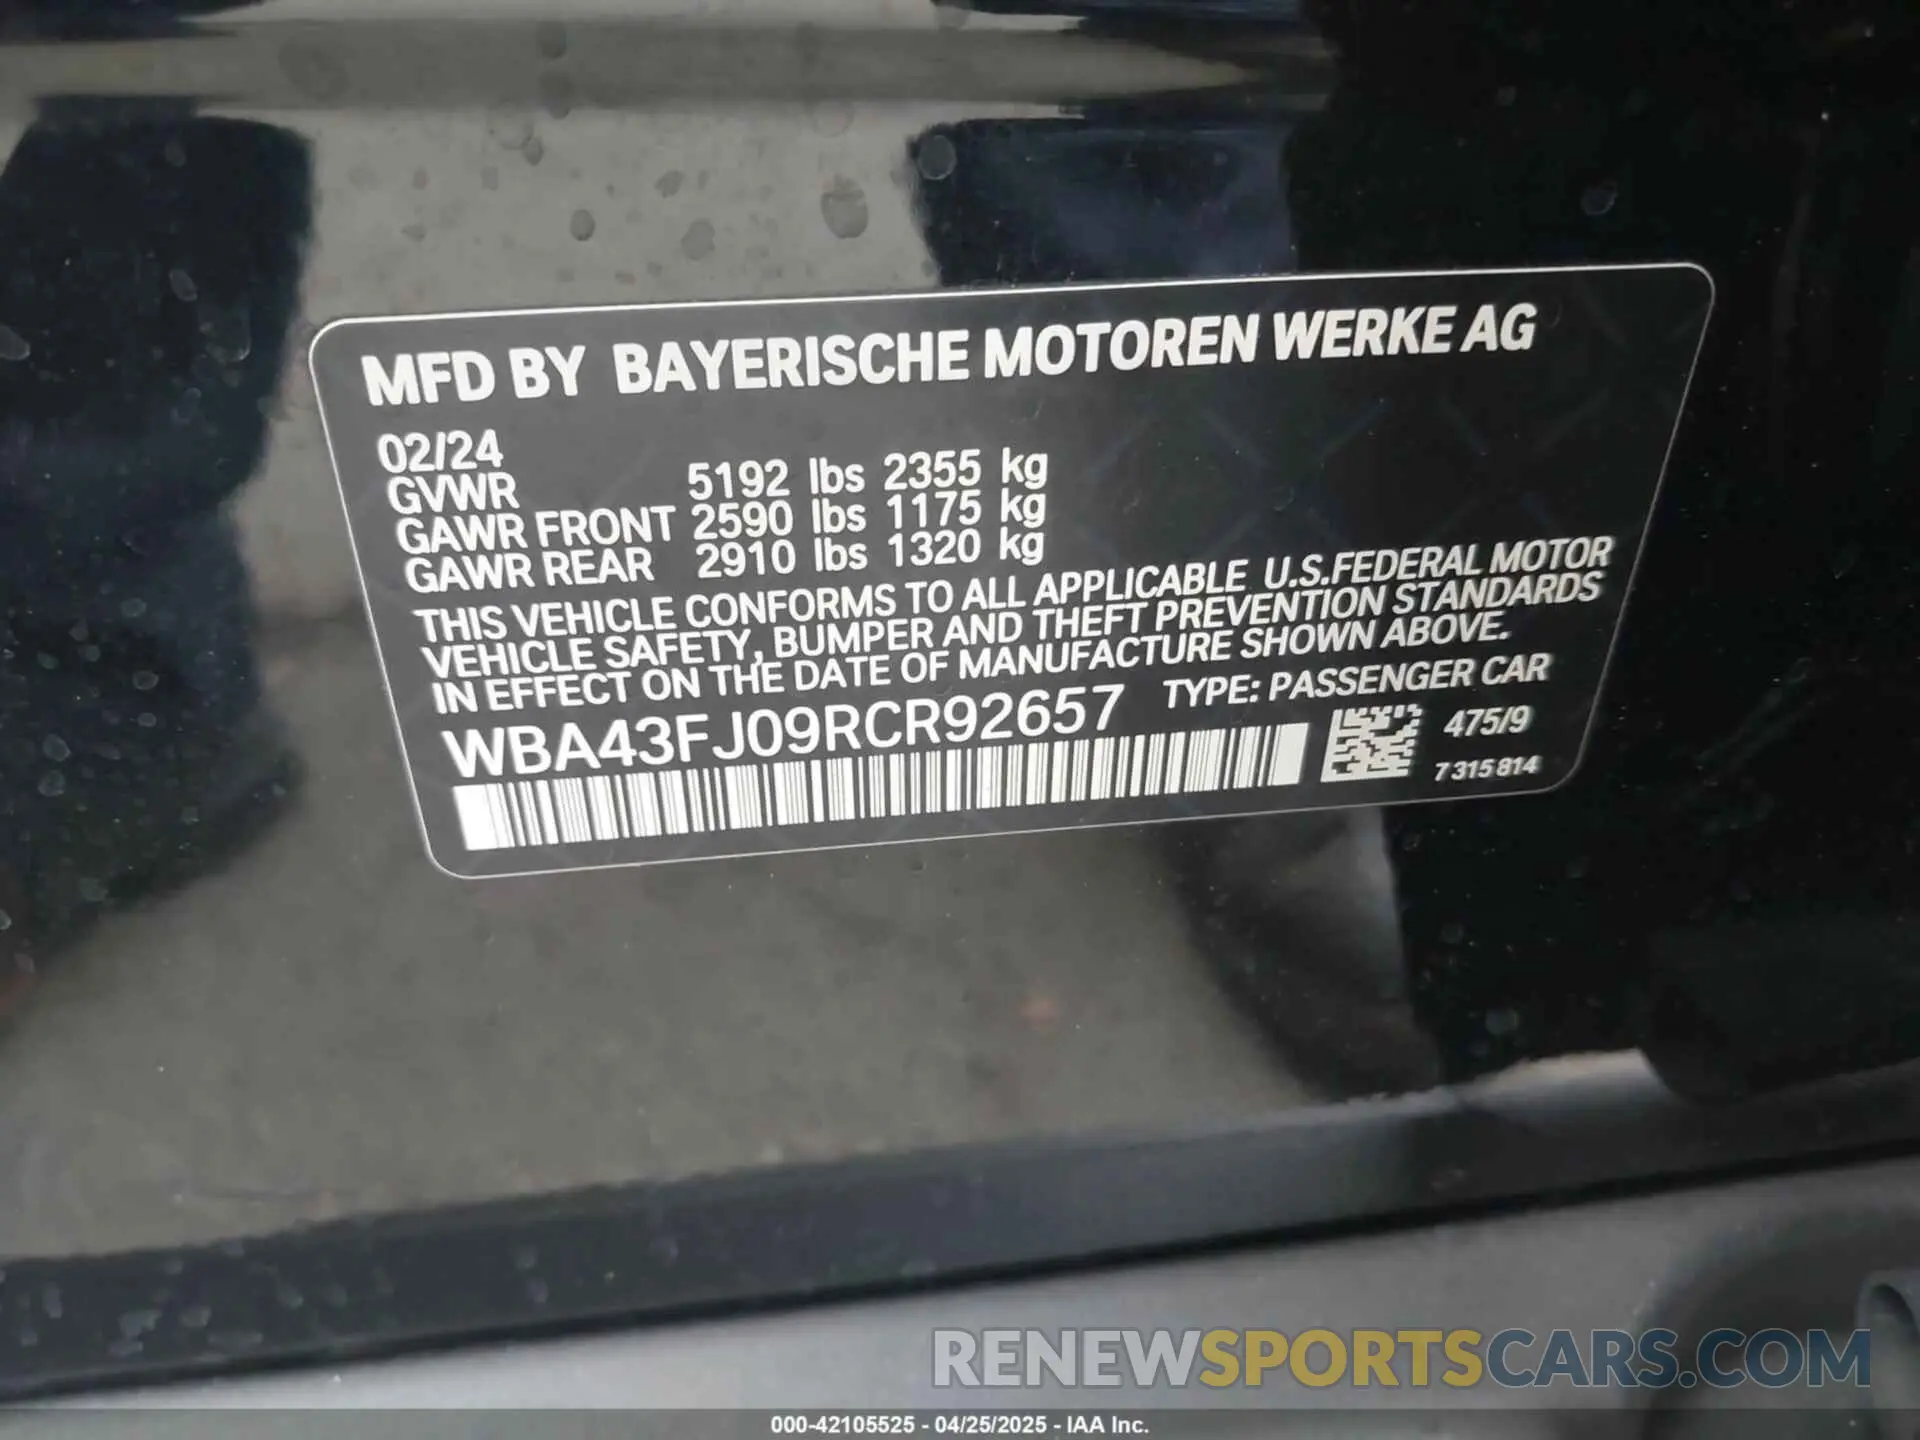 MFD BY BAYERISCHE MOTOREN WERKE AG
02/24
GVWR 5192 lbs 2355 kg
GAWR FRONT 2590 lbs 1175 kg
GAWR REAR 2910 lbs 1320 kg
THIS VEHICLE CONFORMS TO ALL APPLICABLE U.S.FEDERAL MOTOR
VEHICLE SAFETY, BUMPER AND THEFT PREVENTION STANDARDS
IN EFFECT ON THE DATE OF MANUFACTURE SHOWN ABOVE.
WBA43FJ09RCR92657 TYPE: PASSENGER CAR
475/9
7 315 814
RENEWSPORTSCARS.COM
000-42105525 - 04/25/2025 - IAA Inc.